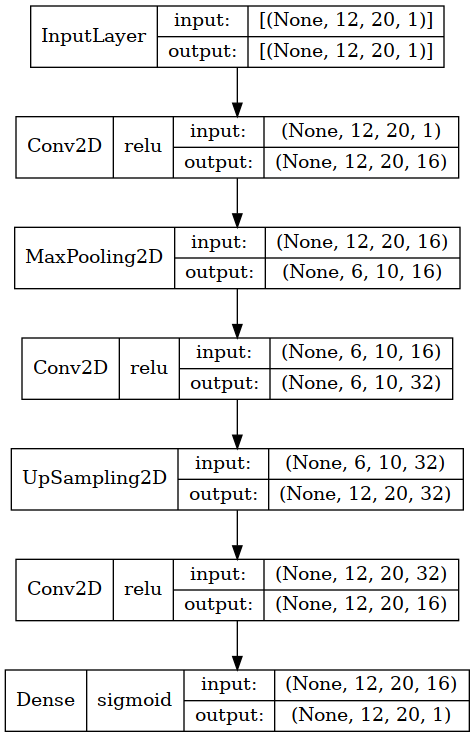 InputLayer input: [(None, 12, 20, 1)]
output: [(None, 12, 20, 1)]
Conv2D relu input: (None, 12, 20, 1)
output: (None, 12, 20, 16)
MaxPooling2D input: (None, 12, 20, 16)
output: (None, 6, 10, 16)
Conv2D relu input: (None, 6, 10, 16)
output: (None, 6, 10, 32)
UpSampling2D input: (None, 6, 10, 32)
output: (None, 12, 20, 32)
Conv2D relu input: (None, 12, 20, 32)
output: (None, 12, 20, 16)
Dense sigmoid input: (None, 12, 20, 16)
output: (None, 12, 20, 1)